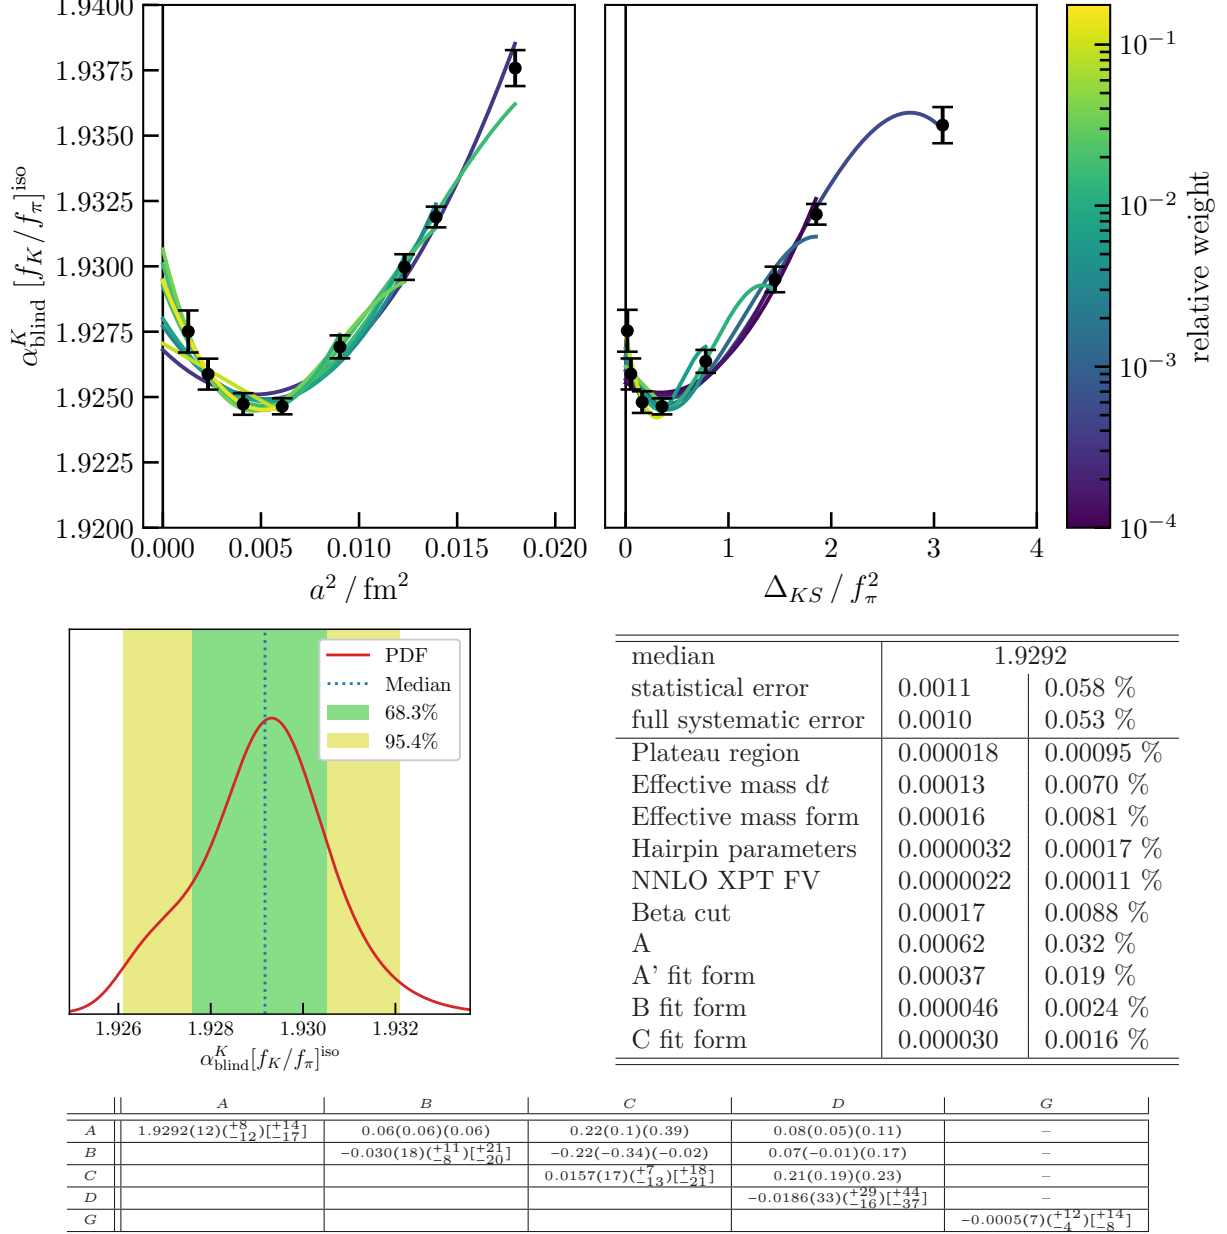 1.9400
1.9375
1.9350
1.9325
1.9300
1.9275
1.9250
1.9225
1.9200
α^K_blind [f_K/f_π]^iso
0.000 0.005 0.010 0.015 0.020
a² / fm²
0 1 2 3 4
Δ_KS / f²_π
10⁻¹
10⁻²
10⁻³
10⁻⁴
relative weight
PDF
Median
68.3%
95.4%
1.926 1.928 1.930 1.932
α^K_blind[f_K/f_π]^iso
median 1.9292
statistical error 0.0011 0.058 %
full systematic error 0.0010 0.053 %
Plateau region 0.000018 0.00095 %
Effective mass dt 0.00013 0.0070 %
Effective mass form 0.00016 0.0081 %
Hairpin parameters 0.0000032 0.00017 %
NNLO XPT FV 0.0000022 0.00011 %
Beta cut 0.00017 0.0088 %
A 0.00062 0.032 %
A' fit form 0.00037 0.019 %
B fit form 0.000046 0.0024 %
C fit form 0.000030 0.0016 %
A B C D G
A 1.9292(12)(+8 −12)[+14 −17] 0.06(0.06)(0.06) 0.22(0.1)(0.39) 0.08(0.05)(0.11) –
B −0.030(18)(+11 −8)[+21 −20] −0.22(−0.34)(−0.02) 0.07(−0.01)(0.17) –
C 0.0157(17)(+7 −13)[+18 −21] 0.21(0.19)(0.23) –
D −0.0186(33)(+29 −16)[+44 −37] –
G −0.0005(7)(+12 −4)[+14 −8]